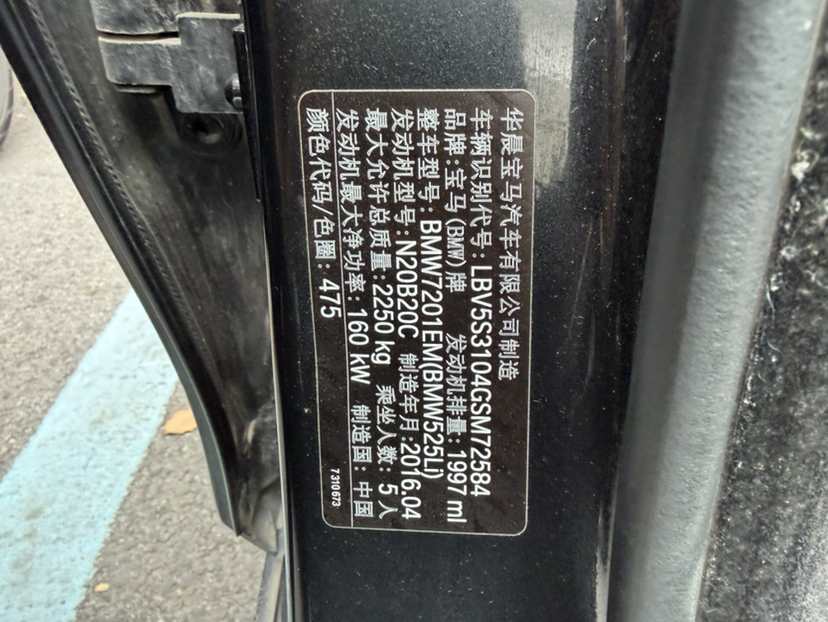 华晨宝马汽车有限公司制造
车辆识别代号:LBV5S3104GSM72584
品牌:宝马(BMW)牌 发动机排量:1997 ml
整车型号:BMW7201EM(BMW525Li)
发动机型号:N20B20C 制造年月:2016.04
最大允许总质量:2250 kg 乘坐人数:5人
发动机最大净功率:160 kW 制造国:中国
颜色代码/色圈:475
7310673